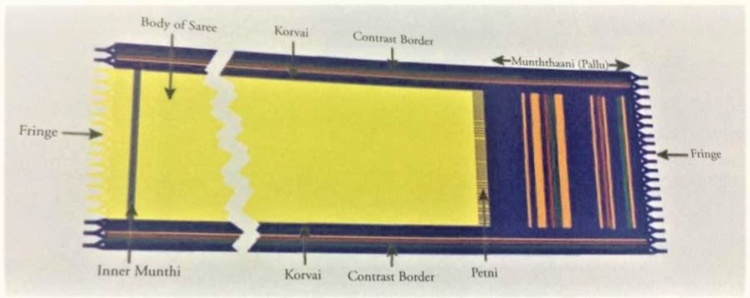 Body of Saree
Korvai
Contrast Border
Munththaani (Pallu)
Fringe
Fringe
Inner Munthi
Korvai
Contrast Border
Petni